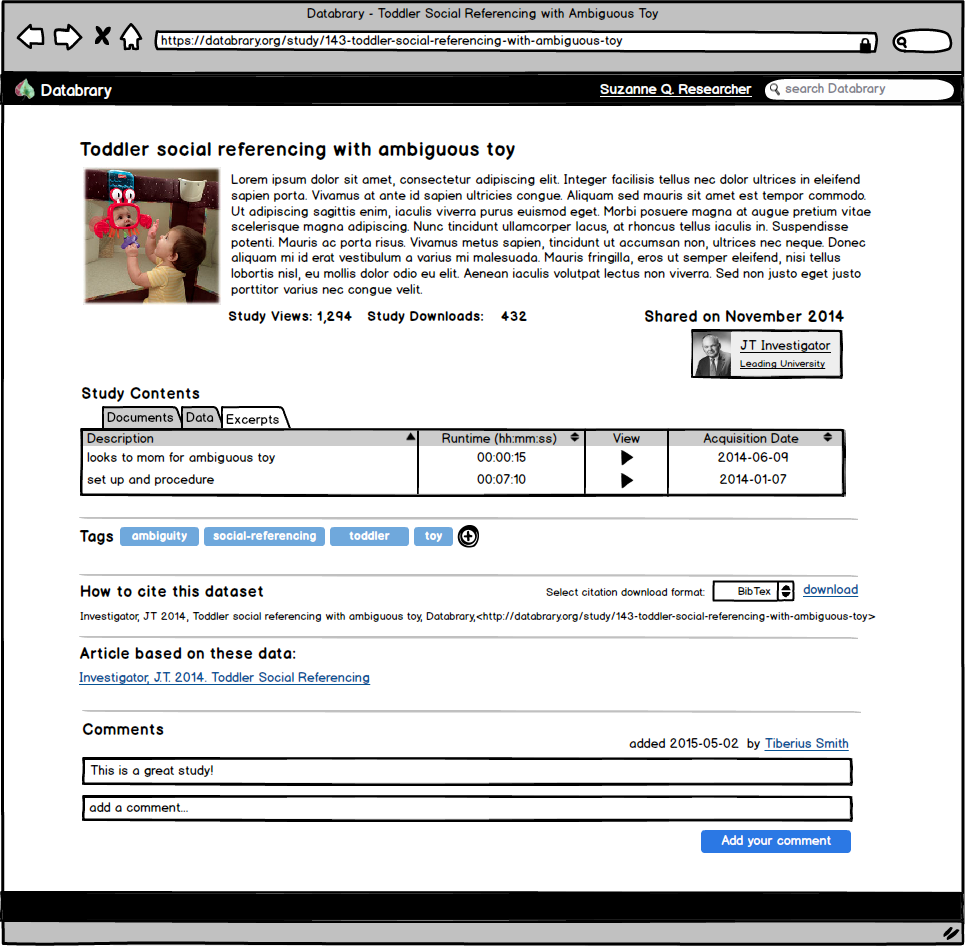 Databrary - Toddler Social Referencing with Ambiguous Toy
https://databrary.org/study/143-toddler-social-referencing-with-ambiguous-toy
Databrary
Suzanne Q. Researcher
search Databrary
Toddler social referencing with ambiguous toy
Lorem ipsum dolor sit amet, consectetur adipiscing elit. Integer facilisis tellus nec dolor ultrices in eleifend
sapien porta. Vivamus at ante id sapien ultricies congue. Aliquam sed mauris sit amet est tempor commodo.
Ut adipiscing sagittis enim, iaculis viverra purus euismod eget. Morbi posuere magna at augue pretium vitae
scelerisque magna adipiscing. Nunc tincidunt ullamcorper lacus, at rhoncus tellus iaculis in. Suspendisse
potenti. Mauris ac porta risus. Vivamus metus sapien, tincidunt ut accumsan non, ultrices nec neque. Donec
aliquam mi id erat vestibulum a varius mi malesuada. Mauris fringilla, eros ut semper eleifend, nisi tellus
lobortis nisl, eu mollis dolor odio eu elit. Aenean iaculis volutpat lectus non viverra. Sed non justo eget justo
porttitor varius nec congue velit.
Study Views: 1,294 Study Downloads: 432
Shared on November 2014
JT Investigator
Leading University
Study Contents
Documents Data Excerpts
Description Runtime (hh:mm:ss) View Acquisition Date
looks to mom for ambiguous toy 00:00:15 2014-06-09
set up and procedure 00:07:10 2014-01-07
Tags ambiguity social-referencing toddler toy
How to cite this dataset
Select citation download format: BibTex download
Investigator, JT 2014, Toddler social referencing with ambiguous toy, Databrary,<http://databrary.org/study/143-toddler-social-referencing-with-ambiguous-toy>
Article based on these data:
Investigator, J.T. 2014. Toddler Social Referencing
Comments
added 2015-05-02 by Tiberius Smith
This is a great study!
add a comment...
Add your comment